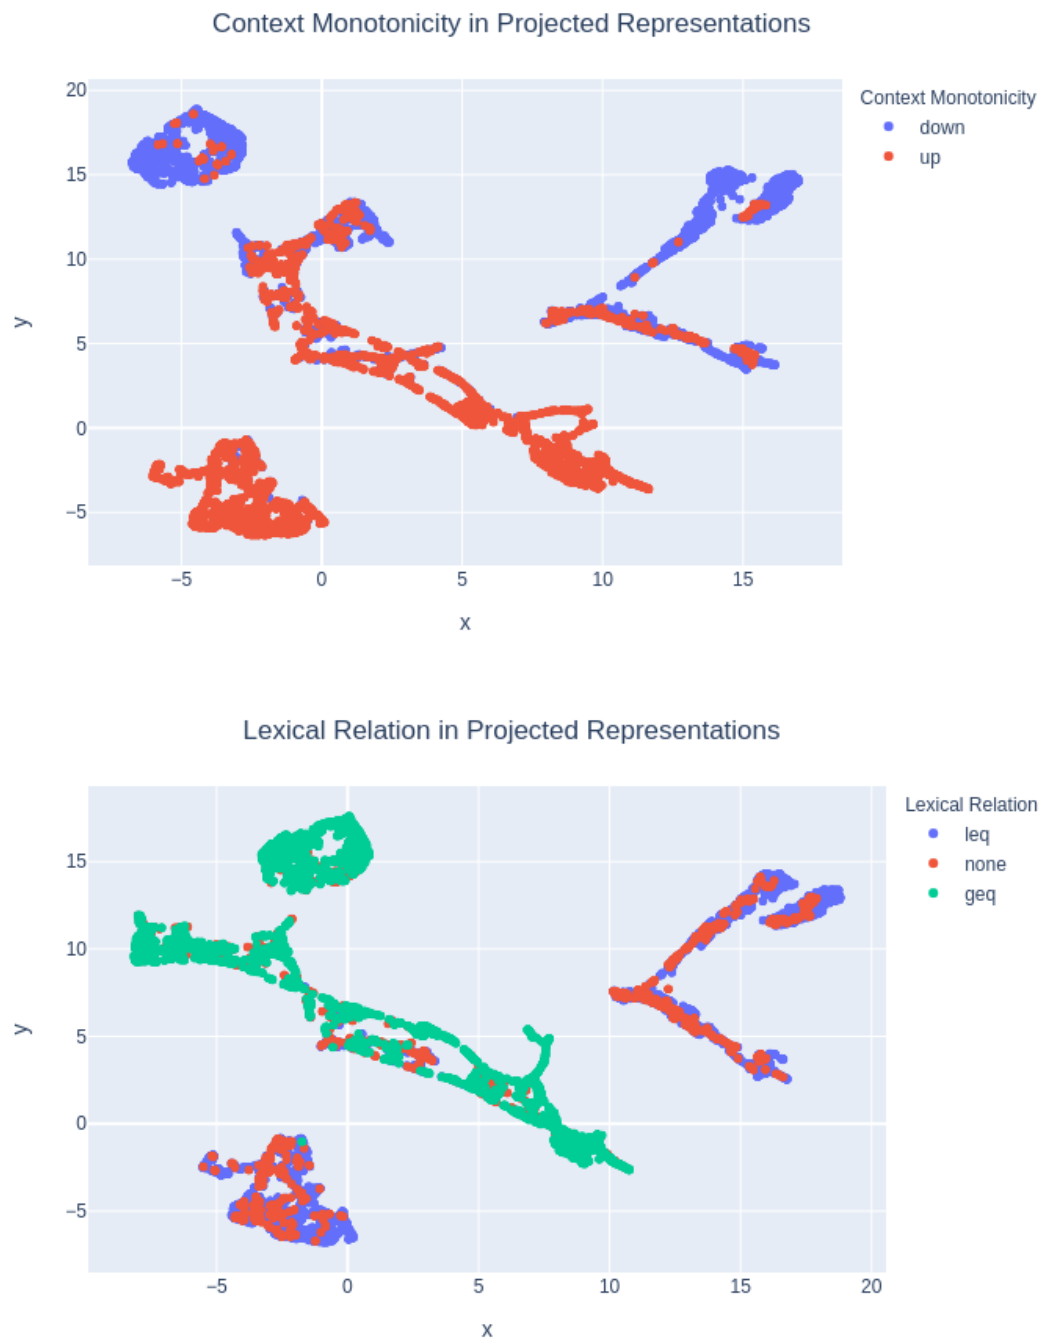 Context Monotonicity in Projected Representations
Context Monotonicity
down
up
20
15
10
5
0
−5
−5
0
5
10
15
x
y
Lexical Relation in Projected Representations
Lexical Relation
leq
none
geq
15
10
5
0
−5
−5
0
5
10
15
20
x
y